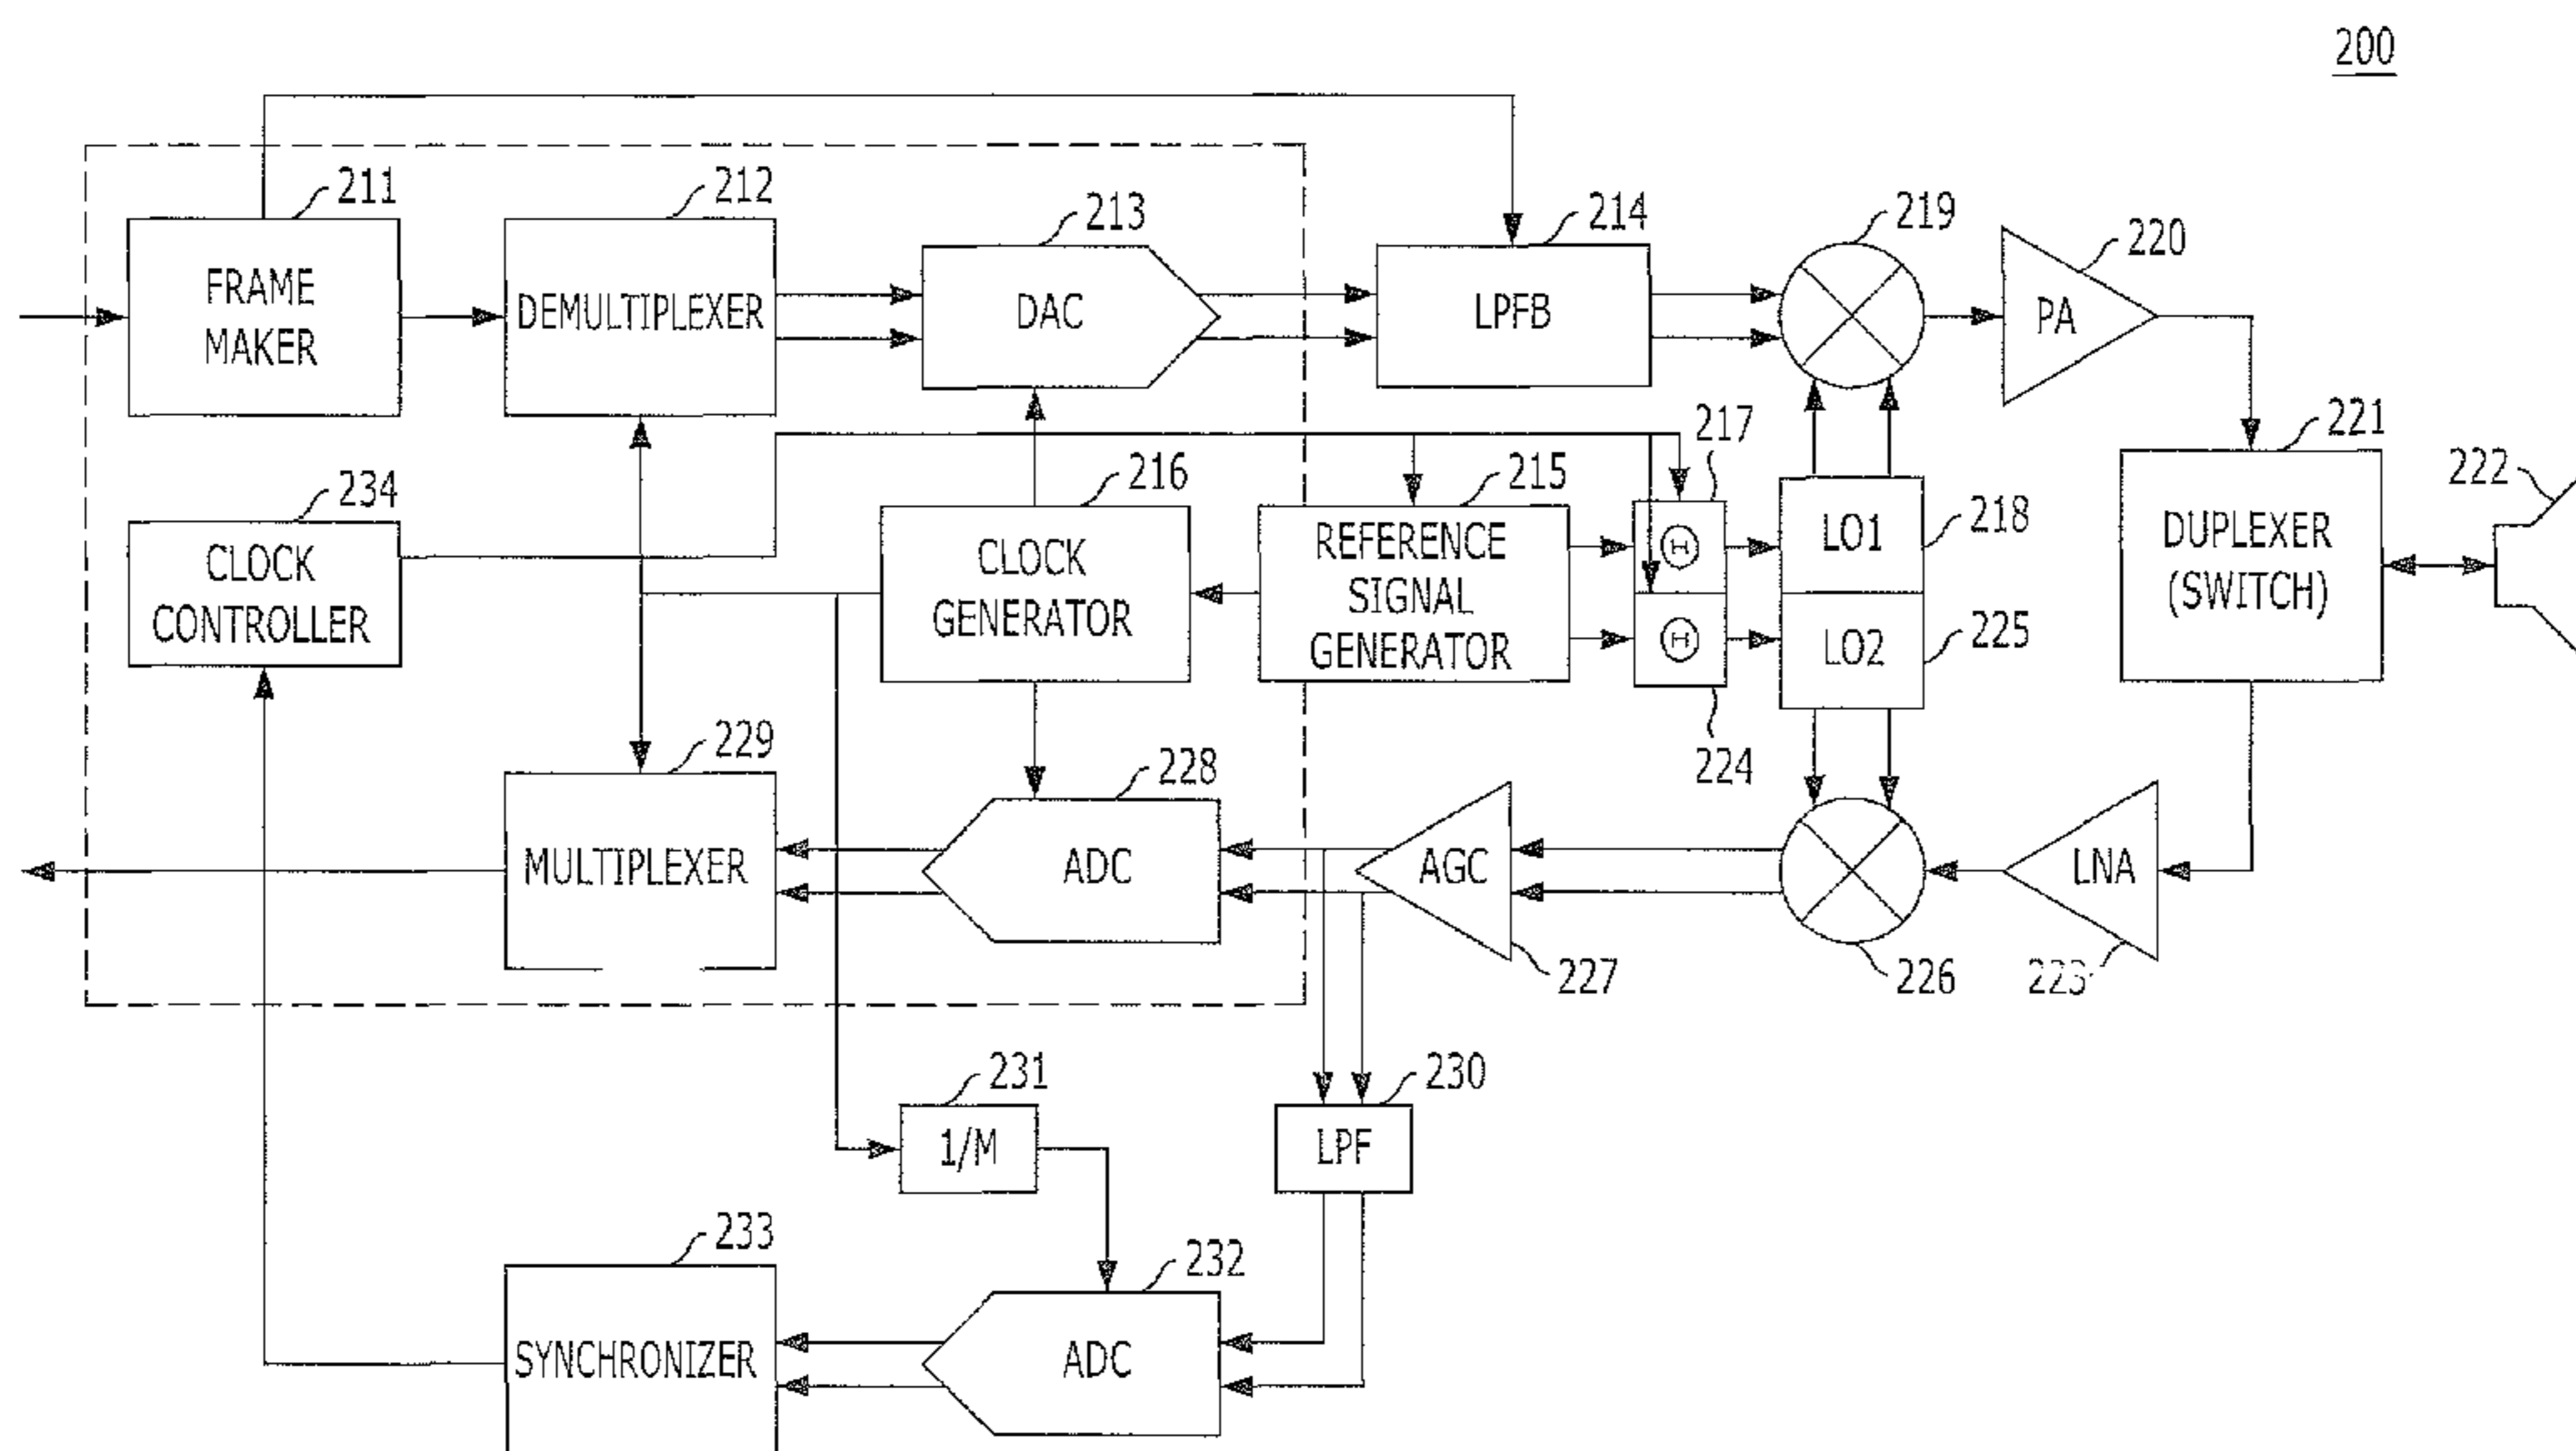 200
211
212
213
214
219
220
FRAME
MAKER
DEMULTIPLEXER
DAC
LPFB
PA
217
221
234
216
215
222
CLOCK
CONTROLLER
CLOCK
GENERATOR
REFERENCE
SIGNAL
GENERATOR
Θ
Θ
LO1
218
LO2
225
DUPLEXER
(SWITCH)
229
228
224
MULTIPLEXER
ADC
AGC
LNA
227
226
223
231
230
1/M
LPF
233
232
SYNCHRONIZER
ADC